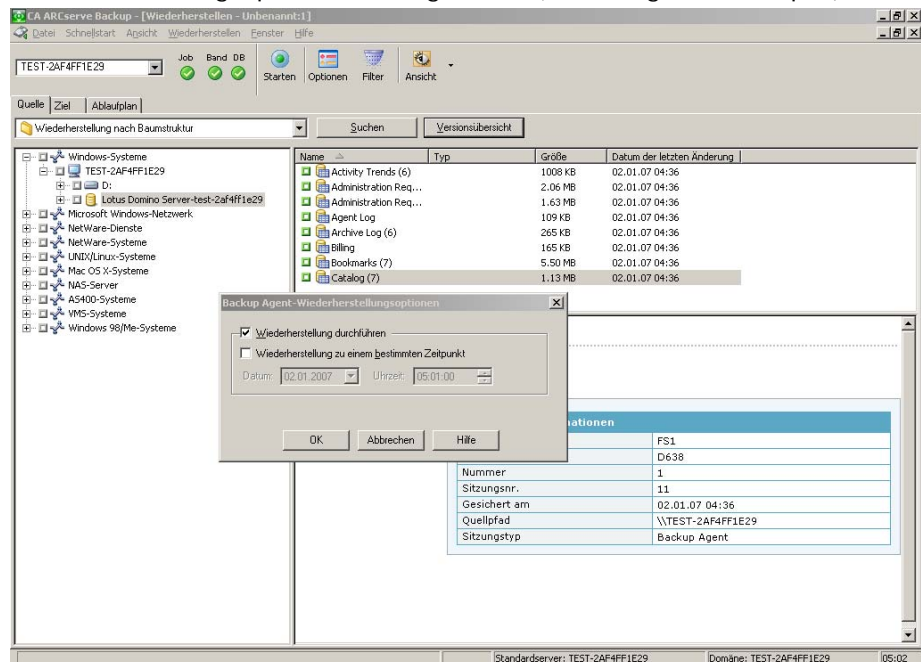 CA ARCserve Backup - [Wiederherstellen - Unbenannt:1]
Datei Schnellstart Ansicht Wiederherstellen Fenster Hilfe
TEST-2AF4FF1E29
Job Band DB
Starten Optionen Filter Ansicht
Quelle Ziel Ablaufplan
Wiederherstellung nach Baumstruktur
Suchen
Versionsübersicht
Windows-Systeme
TEST-2AF4FF1E29
D:
Lotus Domino Server-test-2af4ff1e29
Microsoft Windows-Netzwerk
NetWare-Dienste
NetWare-Systeme
UNIX/Linux-Systeme
Mac OS X-Systeme
NAS-Server
AS400-Systeme
VMS-Systeme
Windows 98/Me-Systeme
Name Typ Größe Datum der letzten Änderung
Activity Trends (6) 1008 KB 02.01.07 04:36
Administration Req... 2.06 MB 02.01.07 04:36
Administration Req... 1.63 MB 02.01.07 04:36
Agent Log 109 KB 02.01.07 04:36
Archive Log (6) 265 KB 02.01.07 04:36
Billing 165 KB 02.01.07 04:36
Bookmarks (7) 5.50 MB 02.01.07 04:36
Catalog (7) 1.13 MB 02.01.07 04:36
Backup Agent-Wiederherstellungsoptionen
Wiederherstellung durchführen
Wiederherstellung zu einem bestimmten Zeitpunkt
Datum: 02.01.2007 Uhrzeit: 05:01:00
OK Abbrechen Hilfe
ationen
FS1
D638
Nummer 1
Sitzungsnr. 11
Gesichert am 02.01.07 04:36
Quellpfad \\TEST-2AF4FF1E29
Sitzungstyp Backup Agent
Standardserver: TEST-2AF4FF1E29 Domäne: TEST-2AF4FF1E29 05:02